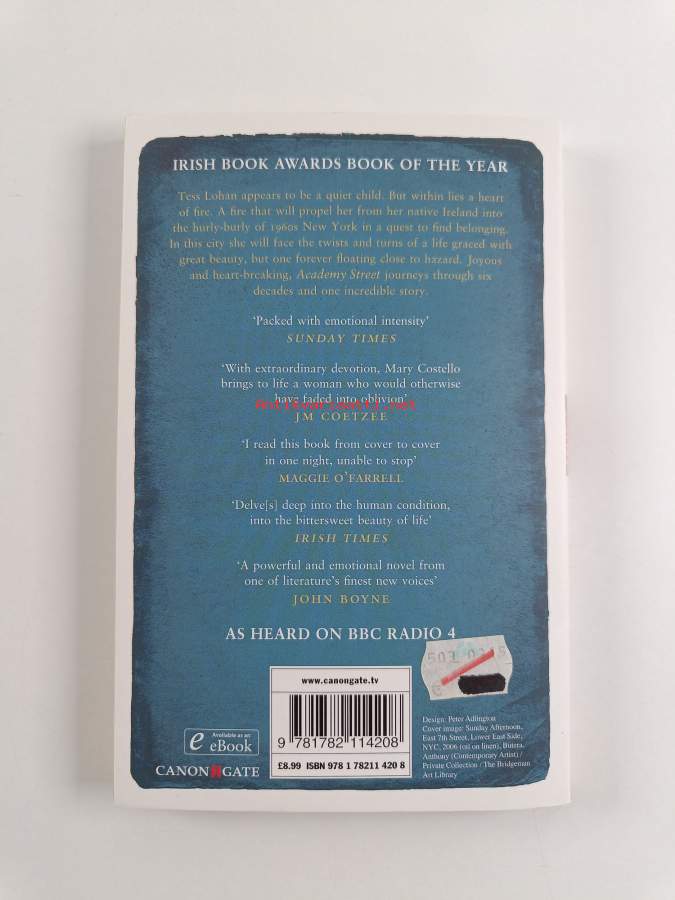 IRISH BOOK AWARDS BOOK OF THE YEAR
Tess Lohan appears to be a quiet child. But within lies a heart
of fire. A fire that will propel her from her native Ireland into
the hurly-burly of 1960s New York in a quest to find belonging.
In this city she will face the twists and turns of a life graced with
great beauty, but one forever floating close to hazard. Joyous
and heart-breaking, Academy Street journeys through six
decades and one incredible story.
'Packed with emotional intensity'
SUNDAY TIMES
'With extraordinary devotion, Mary Costello
brings to life a woman who would otherwise
have faded into oblivion'
Antikvariaatti.net
JM COETZEE
'I read this book from cover to cover
in one night, unable to stop'
MAGGIE O'FARRELL
'Delve[s] deep into the human condition,
into the bittersweet beauty of life'
IRISH TIMES
'A powerful and emotional novel from
one of literature's finest new voices'
JOHN BOYNE
AS HEARD ON BBC RADIO 4
www.canongate.tv
9 781782 114208
£8.99 ISBN 978 1 78211 420 8
Available as an
e eBook
CANONGATE
€
Design: Peter Adlington
Cover image: Sunday Afternoon,
East 7th Street, Lower East Side,
NYC, 2006 (oil on linen), Butera,
Anthony (Contemporary Artist) /
Private Collection / The Bridgeman
Art Library